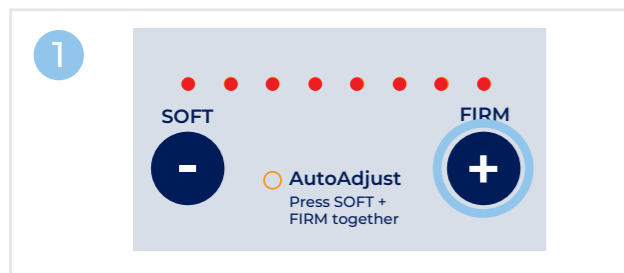 1
SOFT
FIRM
-
+
AutoAdjust
Press SOFT +
FIRM together